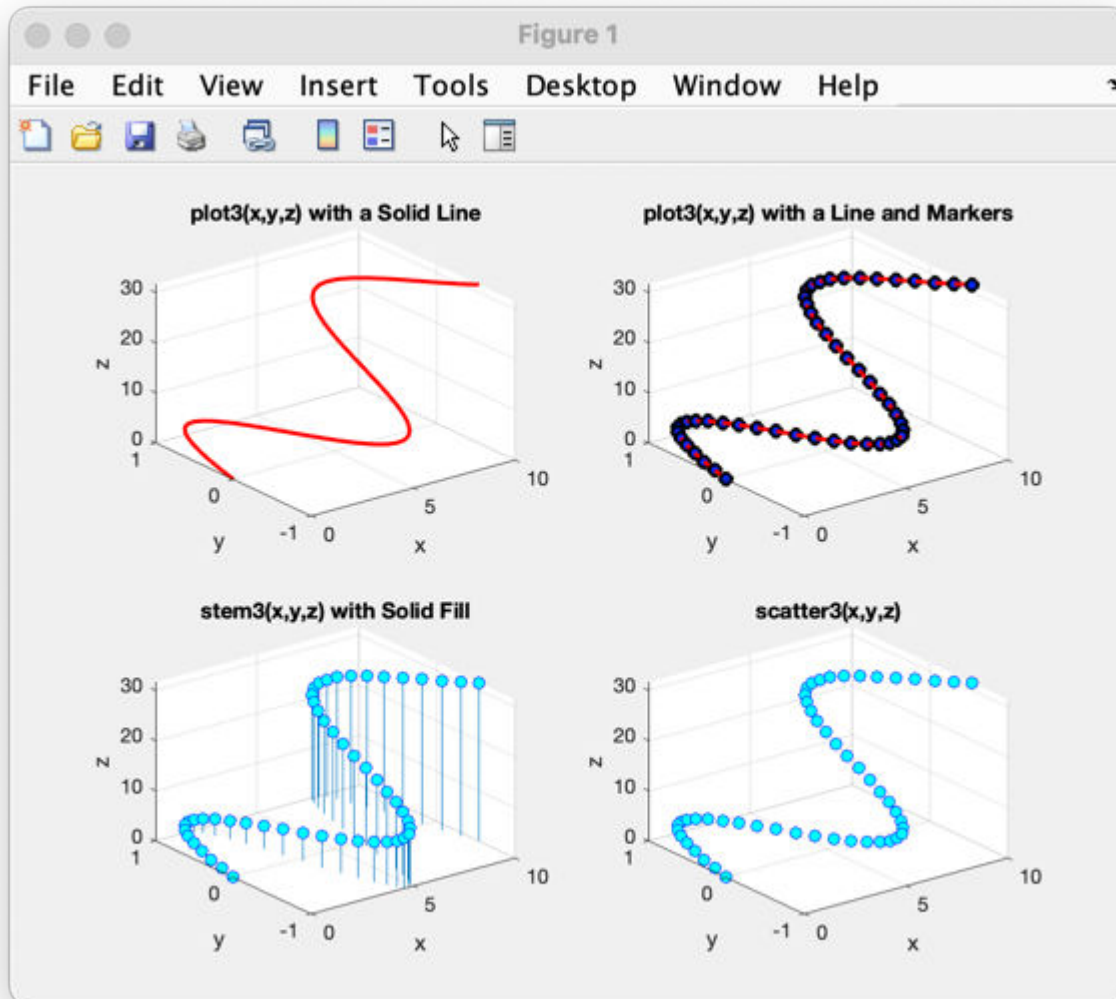 Figure 1
File Edit View Insert Tools Desktop Window Help
plot3(x,y,z) with a Solid Line
30
20
10
0
z
1
0
-1
y
0
5
10
x
plot3(x,y,z) with a Line and Markers
30
20
10
0
z
1
0
-1
y
0
5
10
x
stem3(x,y,z) with Solid Fill
30
20
10
0
z
1
0
-1
y
0
5
10
x
scatter3(x,y,z)
30
20
10
0
z
1
0
-1
y
0
5
10
x